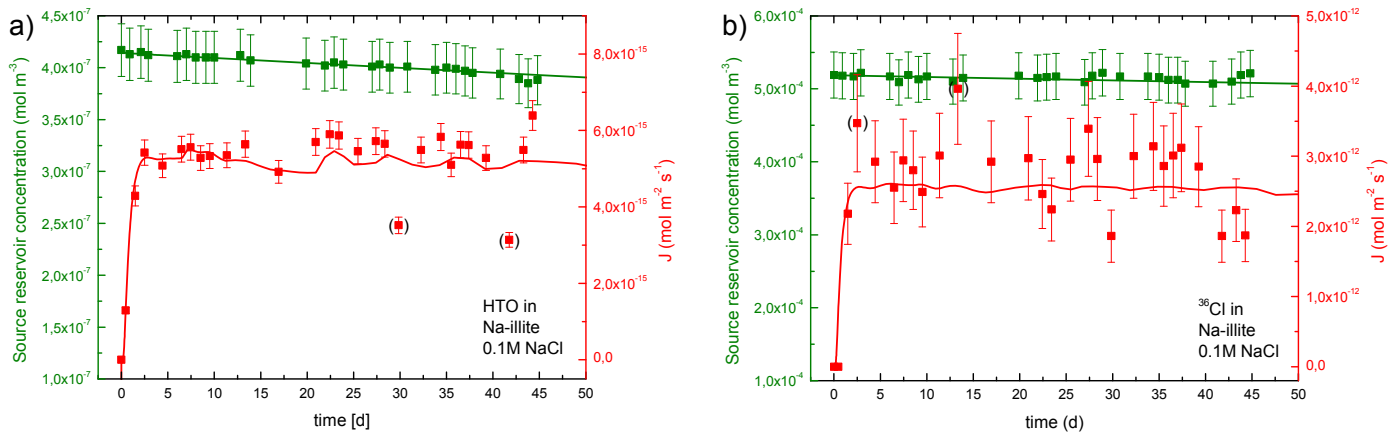 a)
Source reservoir concentration (mol m⁻³)
4,5x10⁻⁷
4,0x10⁻⁷
3,5x10⁻⁷
3,0x10⁻⁷
2,5x10⁻⁷
2,0x10⁻⁷
1,5x10⁻⁷
1,0x10⁻⁷
8,0x10⁻¹⁵
6,0x10⁻¹⁵
4,0x10⁻¹⁵
2,0x10⁻¹⁵
0,0
J (mol m⁻² s⁻¹)
( )
( )
HTO in
Na-illite
0.1M NaCl
0 5 10 15 20 25 30 35 40 45 50
time [d]
b)
Source reservoir concentration (mol m⁻³)
6,0x10⁻⁴
5,0x10⁻⁴
4,0x10⁻⁴
3,0x10⁻⁴
2,0x10⁻⁴
1,0x10⁻⁴
5,0x10⁻¹²
4,0x10⁻¹²
3,0x10⁻¹²
2,0x10⁻¹²
1,0x10⁻¹²
0,0
J (mol m⁻² s⁻¹)
( )
( )
³⁶Cl in
Na-illite
0.1M NaCl
0 5 10 15 20 25 30 35 40 45 50
time (d)